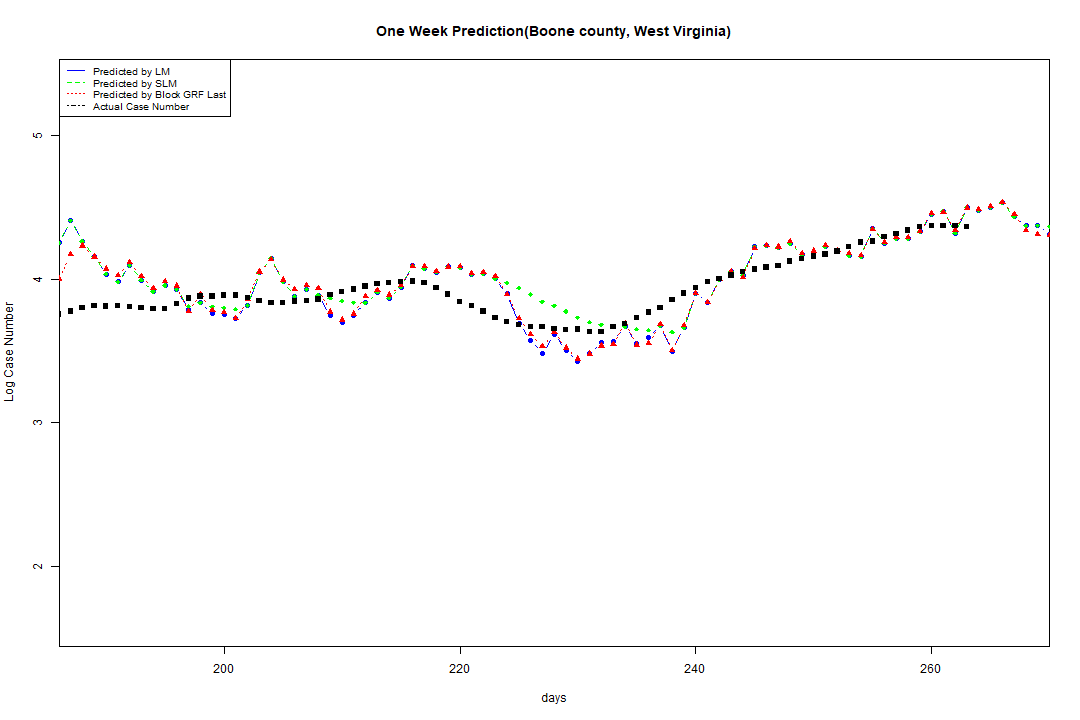 One Week Prediction(Boone county, West Virginia)
Predicted by LM
Predicted by SLM
Predicted by Block GRF Last
Actual Case Number
5
4
3
2
Log Case Number
200 220 240 260
days